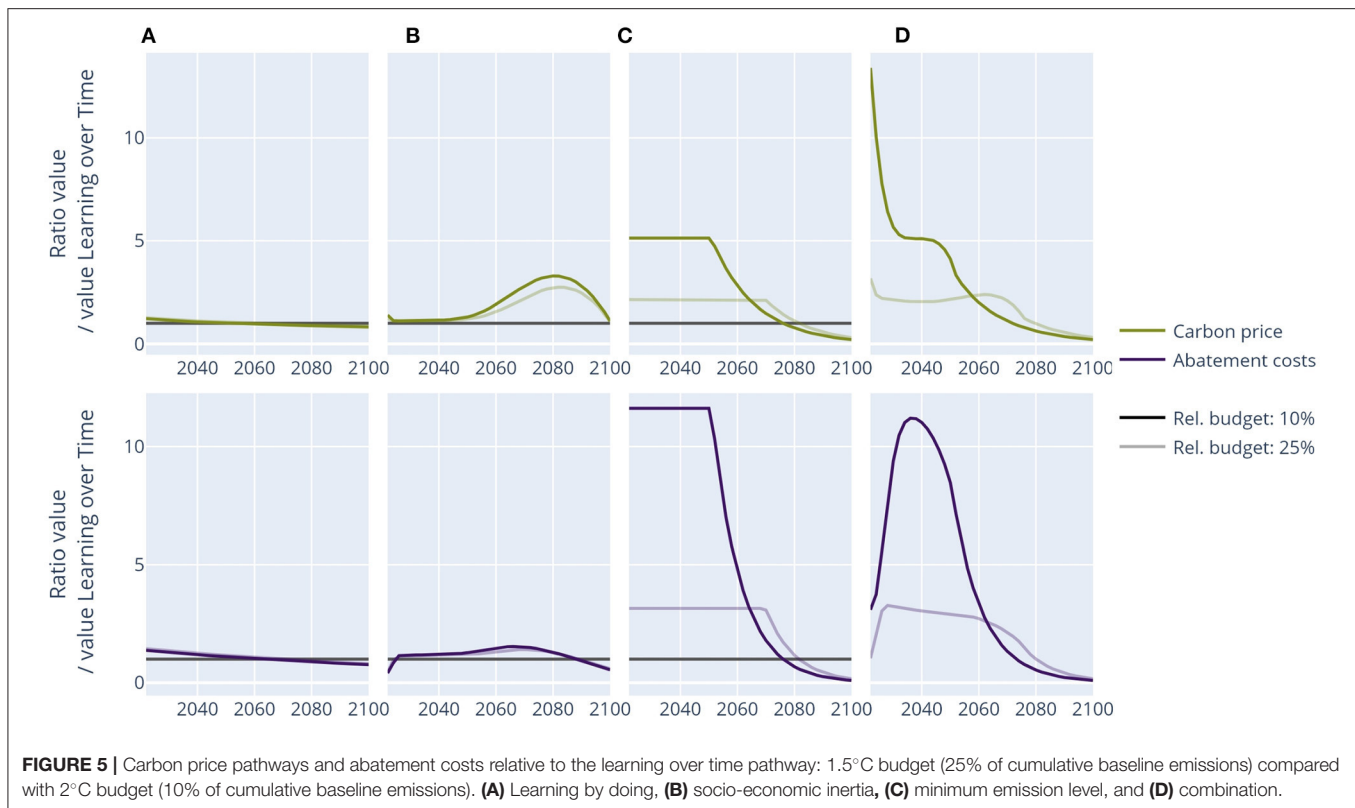 A B C D
Ratio value
/ value Learning over Time
10
5
0
2040 2060 2080 2100 2040 2060 2080 2100 2040 2060 2080 2100 2040 2060 2080 2100
Carbon price
Abatement costs
Rel. budget: 10%
Rel. budget: 25%
Ratio value
/ value Learning over Time
10
5
0
2040 2060 2080 2100 2040 2060 2080 2100 2040 2060 2080 2100 2040 2060 2080 2100
FIGURE 5 | Carbon price pathways and abatement costs relative to the learning over time pathway: 1.5°C budget (25% of cumulative baseline emissions) compared
with 2°C budget (10% of cumulative baseline emissions). (A) Learning by doing, (B) socio-economic inertia, (C) minimum emission level, and (D) combination.